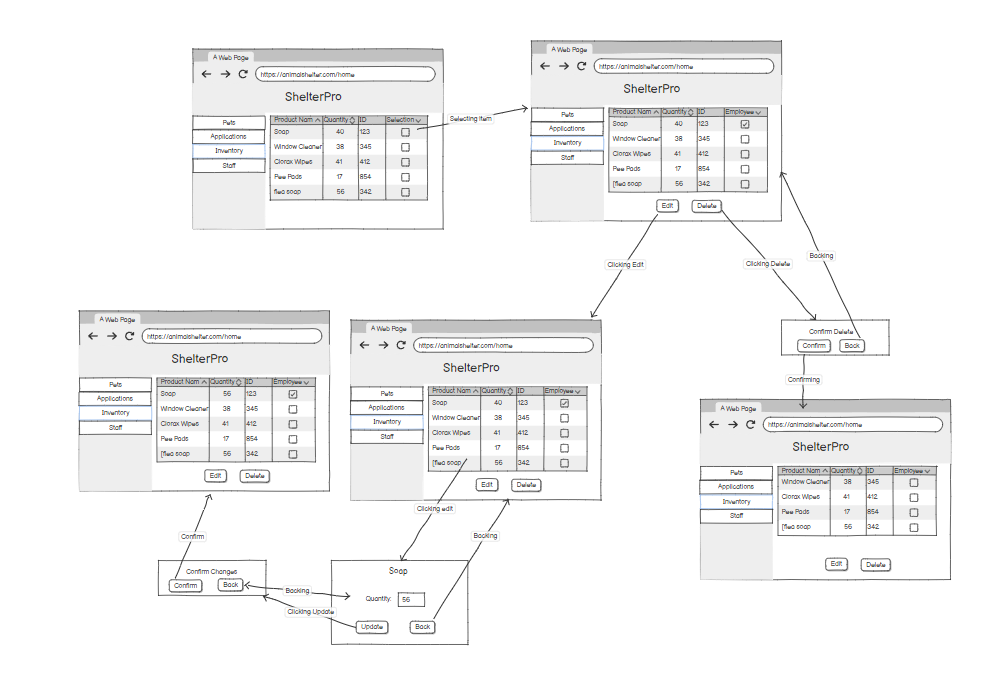 A Web Page
https://animalshelter.com/home
ShelterPro
Pets
Applications
Inventory
Staff
Product Nam Quantity ID Selection
Soap 40 123
Window Cleaner 38 345
Clorax Wipes 41 412
Pee Pads 17 854
flea soap 56 342
Selecting Item
A Web Page
https://animalshelter.com/home
ShelterPro
Pets
Applications
Inventory
Staff
Product Nam Quantity ID Employee
Soap 40 123
Window Cleaner 38 345
Clorax Wipes 41 412
Pee Pads 17 854
[flea soap 56 342
Edit Delete
Clicking Edit
Clicking Delete
Backing
Confirm Delete
Confirm Back
Confirming
A Web Page
https://animalshelter.com/home
ShelterPro
Pets
Applications
Inventory
Staff
Product Nam Quantity ID Employee
Soap 56 123
Window Cleaner 38 345
Clorax Wipes 41 412
Pee Pads 17 854
[flea soap 56 342
Edit Delete
A Web Page
https://animalshelter.com/home
ShelterPro
Pets
Applications
Inventory
Staff
Product Nam Quantity ID Employee
Soap 40 123
Window Cleaner 38 345
Clorax Wipes 41 412
Pee Pads 17 854
[flea soap 56 342
Edit Delete
A Web Page
https://animalshelter.com/home
ShelterPro
Pets
Applications
Inventory
Staff
Product Nam Quantity ID Employee
Window Cleaner 38 345
Clorax Wipes 41 412
Pee Pads 17 854
[flea soap 56 342
Edit Delete
Clicking edit
Backing
Confirm
Confirm Changes
Confirm Back
Backing
Clicking Update
Soap
Quantity: 56
Update Back